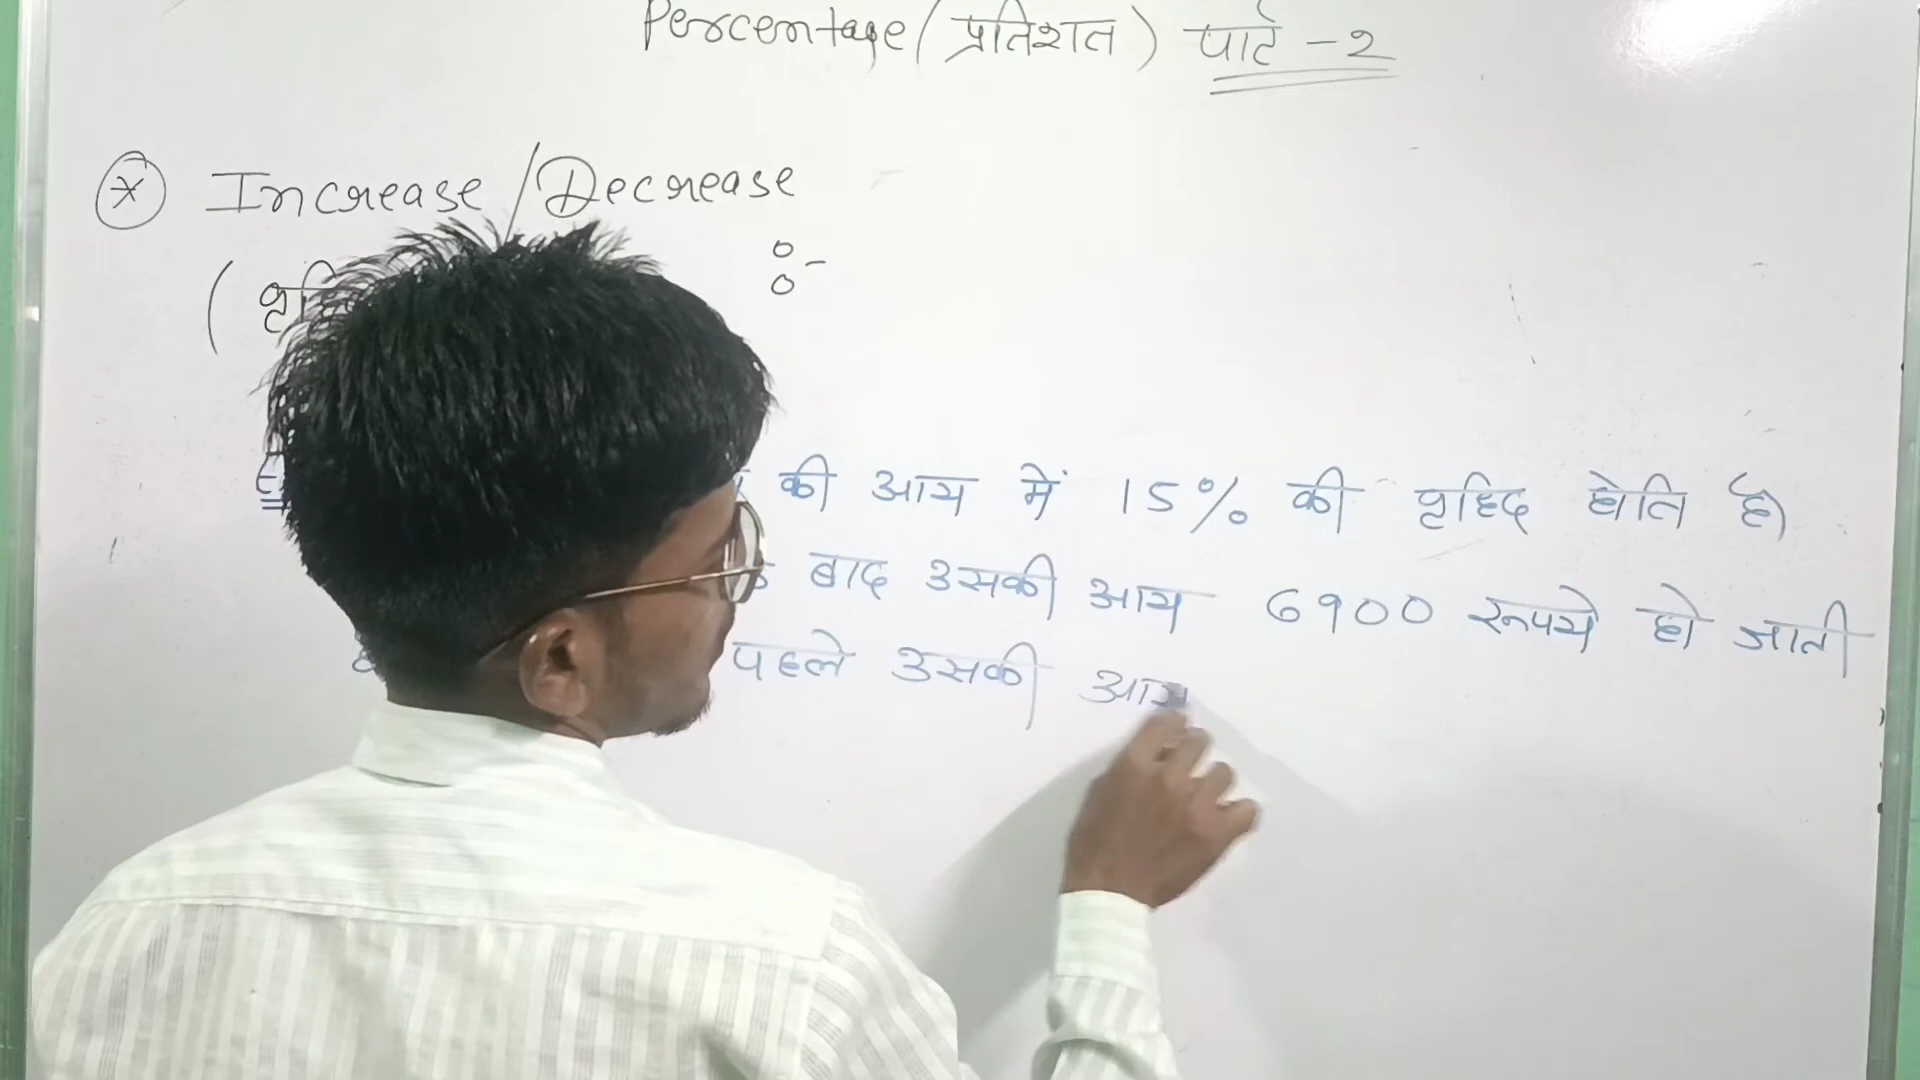 Percentage (प्रतिशत) पार्ट -2
* Increase/Decrease
( :-
की आय में 15% की वृद्दि होति है।
बाद उसकी आय 6900 रूपये हो जाती
पहले उसकी आय